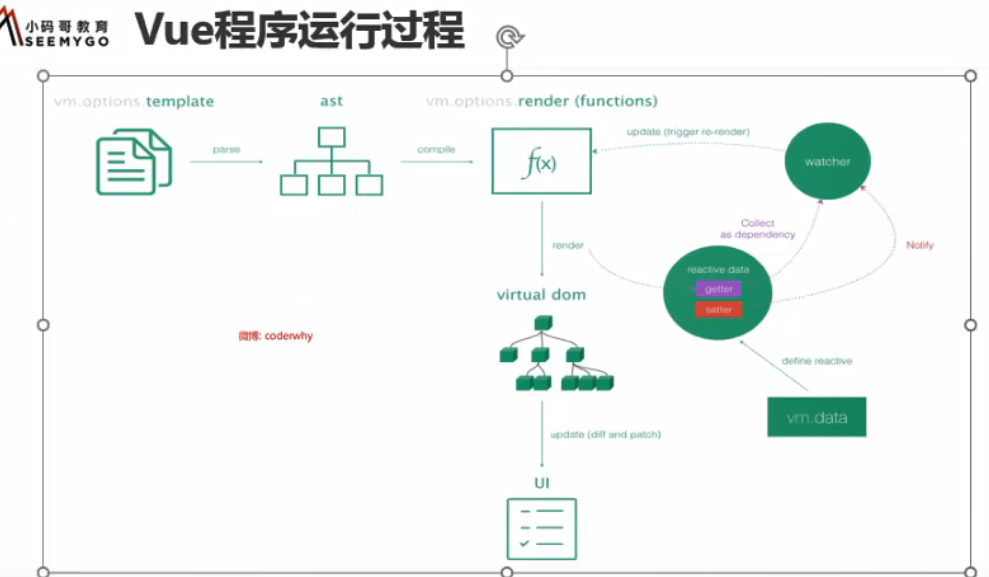 小码哥教育
SEEMYGO
Vue程序运行过程
vm.options.template
ast
vm.options.render (functions)
parse
compile
f(x)
update (trigger re-render)
watcher
Collect
as dependency
Notify
render
reactive data
getter
setter
virtual dom
微博: coderwhy
define reactive
vm.data
update (diff and patch)
UI